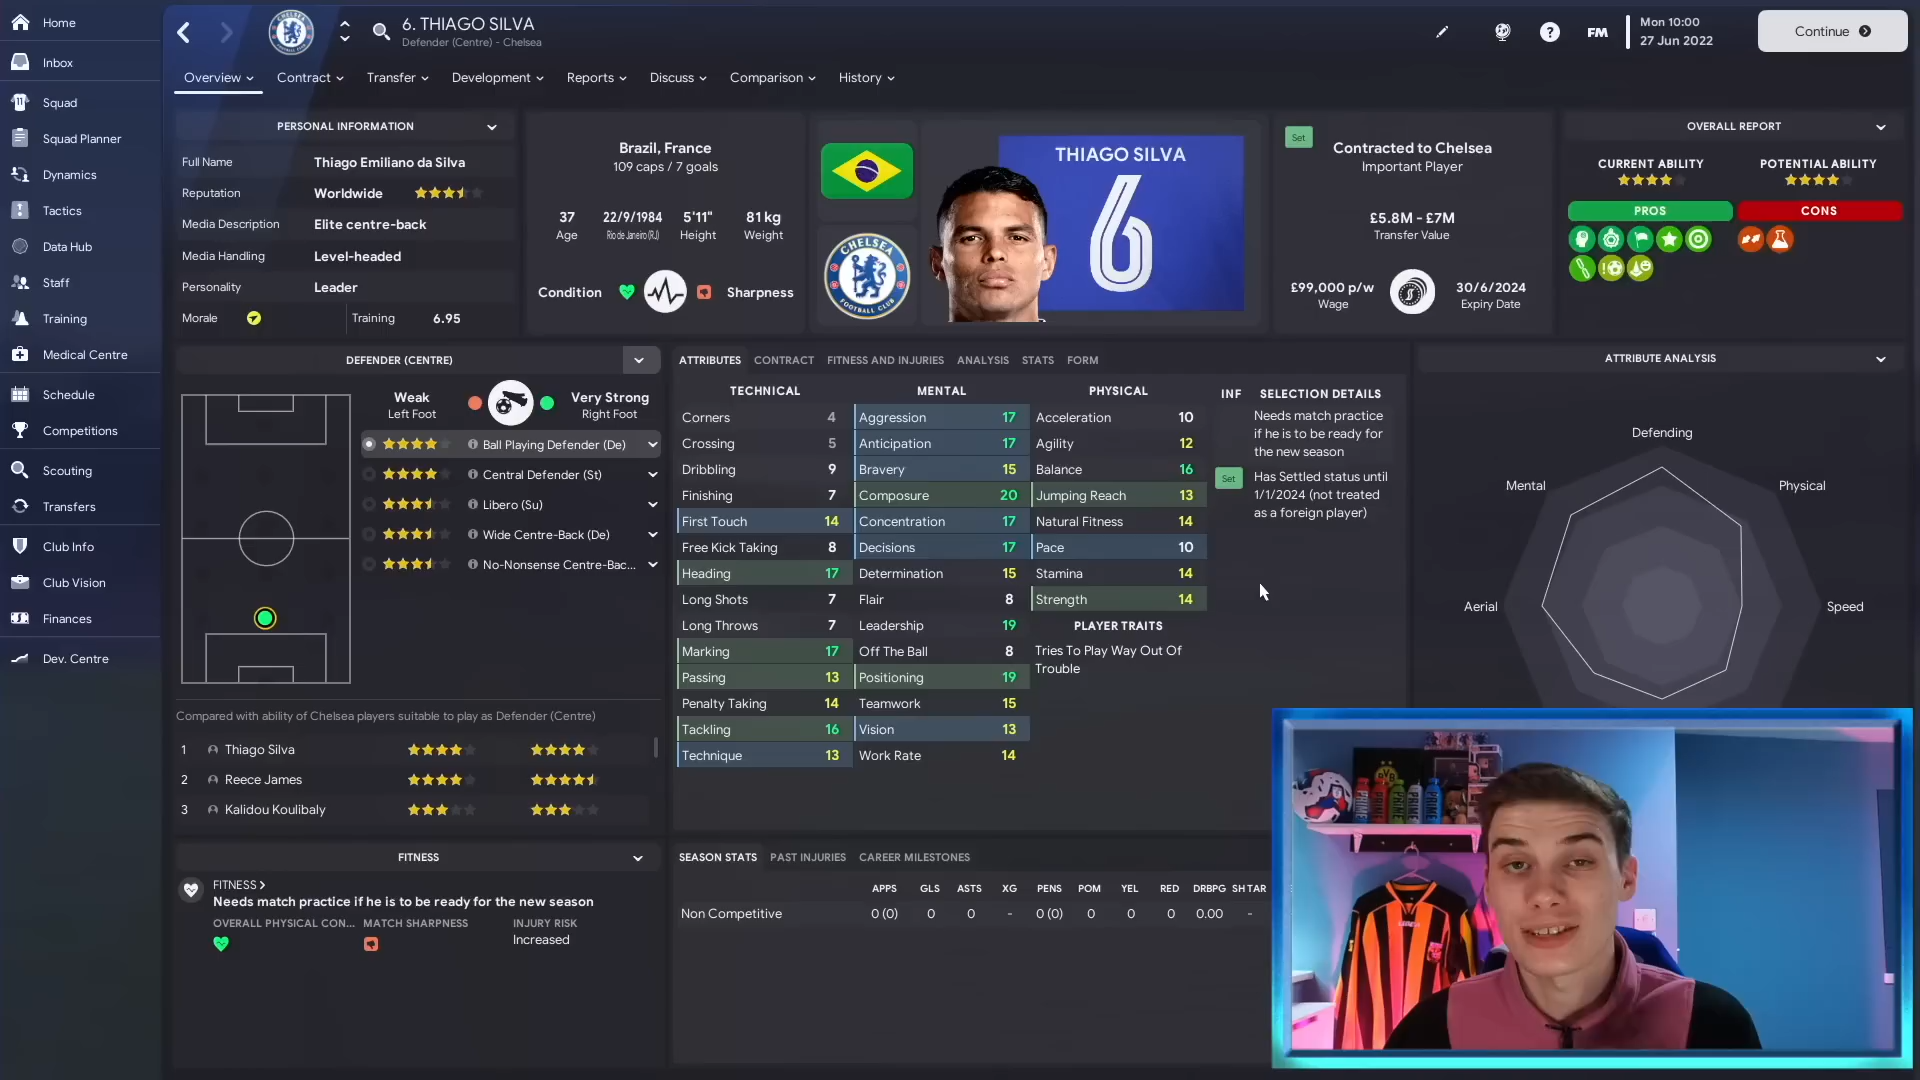 Home
Inbox
Squad
Squad Planner
Dynamics
Tactics
Data Hub
Staff
Training
Medical Centre
Schedule
Competitions
Scouting
Transfers
Club Info
Club Vision
Finances
Dev. Centre
6. THIAGO SILVA
Defender (Centre) - Chelsea
FM
Mon 10:00
27 Jun 2022
Continue
Overview Contract Transfer Development Reports Discuss Comparison History
PERSONAL INFORMATION
Full Name Thiago Emiliano da Silva
Reputation Worldwide
Media Description Elite centre-back
Media Handling Level-headed
Personality Leader
Morale Training 6.95
Brazil, France
109 caps / 7 goals
37 22/9/1984 5'11" 81 kg
Age Rio de Janeiro (RJ) Height Weight
Condition Sharpness
CHELSEA
FOOTBALL CLUB
THIAGO SILVA
6
Set
Contracted to Chelsea
Important Player
£5.8M - £7M
Transfer Value
£99,000 p/w 30/6/2024
Wage Expiry Date
OVERALL REPORT
CURRENT ABILITY POTENTIAL ABILITY
PROS CONS
DEFENDER (CENTRE)
Weak Very Strong
Left Foot Right Foot
Ball Playing Defender (De)
Central Defender (St)
Libero (Su)
Wide Centre-Back (De)
No-Nonsense Centre-Bac...
Compared with ability of Chelsea players suitable to play as Defender (Centre)
1 Thiago Silva
2 Reece James
3 Kalidou Koulibaly
FITNESS
FITNESS
Needs match practice if he is to be ready for the new season
OVERALL PHYSICAL CON... MATCH SHARPNESS INJURY RISK
Increased
ATTRIBUTES CONTRACT FITNESS AND INJURIES ANALYSIS STATS FORM
TECHNICAL MENTAL PHYSICAL
Corners 4 Aggression 17 Acceleration 10
Crossing 5 Anticipation 17 Agility 12
Dribbling 9 Bravery 15 Balance 16
Finishing 7 Composure 20 Jumping Reach 13
First Touch 14 Concentration 17 Natural Fitness 14
Free Kick Taking 8 Decisions 17 Pace 10
Heading 17 Determination 15 Stamina 14
Long Shots 7 Flair 8 Strength 14
Long Throws 7 Leadership 19 PLAYER TRAITS
Marking 17 Off The Ball 8 Tries To Play Way Out Of
Trouble
Passing 13 Positioning 19
Penalty Taking 14 Teamwork 15
Tackling 16 Vision 13
Technique 13 Work Rate 14
INF SELECTION DETAILS
Needs match practice
if he is to be ready for
the new season
Set
Has Settled status until
1/1/2024 (not treated
as a foreign player)
ATTRIBUTE ANALYSIS
Defending
Mental Physical
Aerial Speed
SEASON STATS PAST INJURIES CAREER MILESTONES
APPS GLS ASTS XG PENS POM YEL RED DRBPG SH TAR
Non Competitive 0 (0) 0 0 - 0 (0) 0 0 0 0.00 -
BVB
PRIME
PRIME
PRIME
PRIME
PRIME